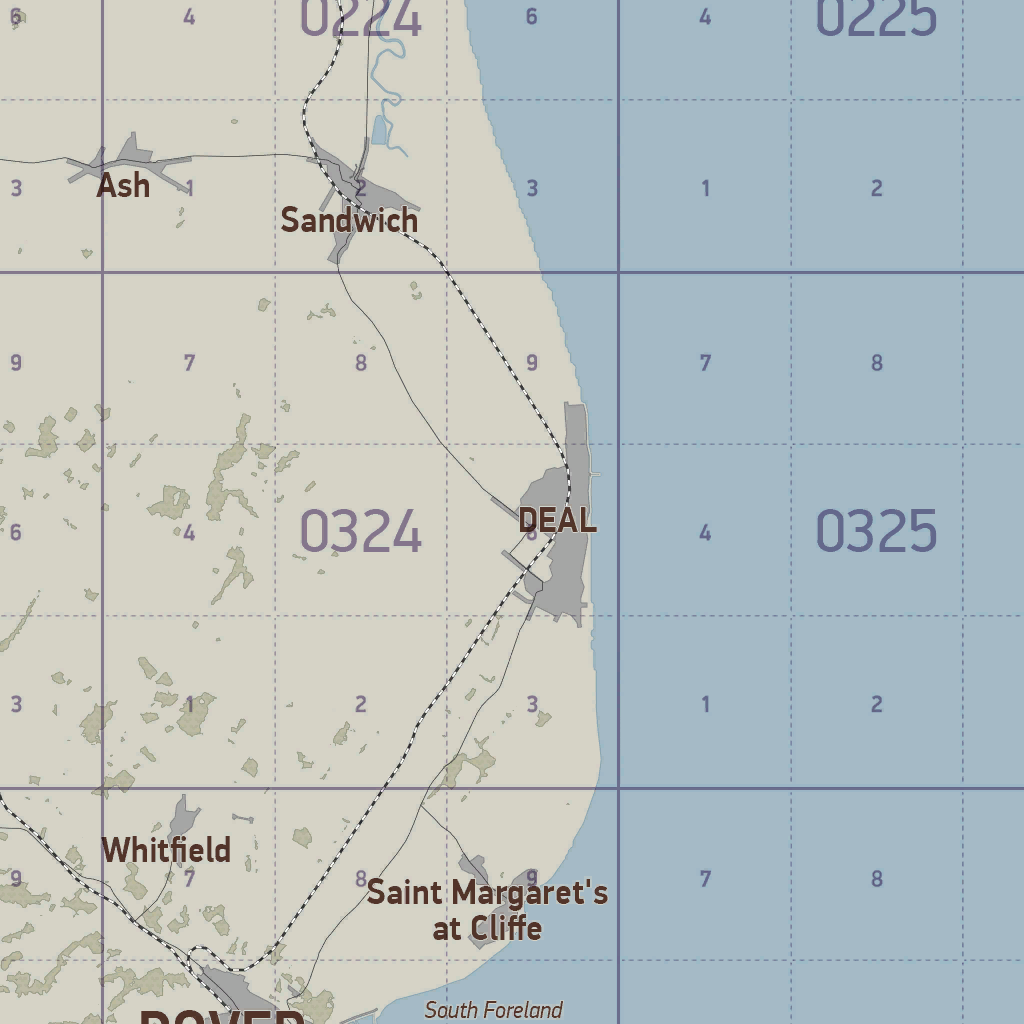 6 4 0224 6 4 0225
3 Ash 1 2 3 1 2
Sandwich
9 7 8 9 7 8
6 4 0324 DEAL 6 4 0325
3 1 2 3 1 2
Whitfield
9 7 8 9 7 8
Saint Margaret's
at Cliffe
South Foreland
DOVER